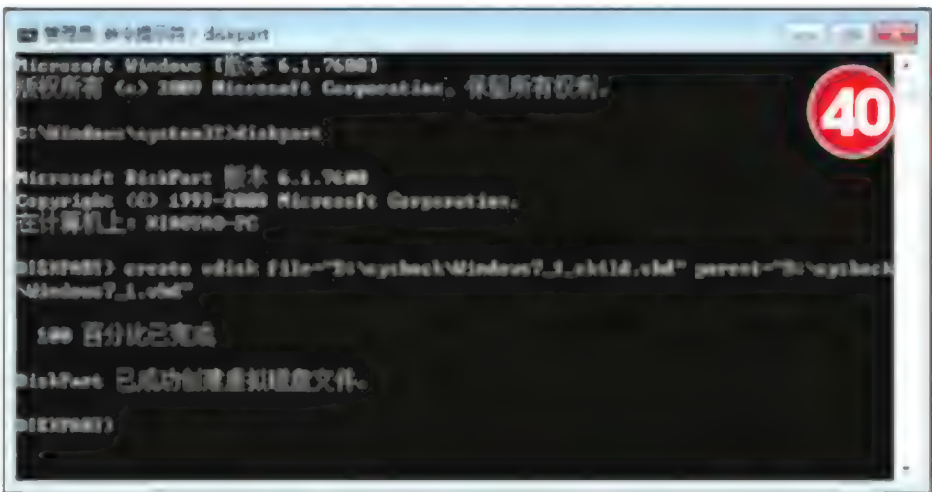 管理员: 命令提示符 - diskpart
Microsoft Windows [版本 6.1.7600]
版权所有 (c) 2009 Microsoft Corporation。保留所有权利。
40
C:\Windows\system32>diskpart
Microsoft DiskPart 版本 6.1.7600
Copyright (C) 1999-2008 Microsoft Corporation.
在计算机上:
DISKPART> create vdisk file="D:\sysback\Windows7_1_child.vhd" parent="D:\sysback
\Windows7_1.vhd"
100 百分比已完成
DiskPart 已成功创建虚拟磁盘文件。
DISKPART>